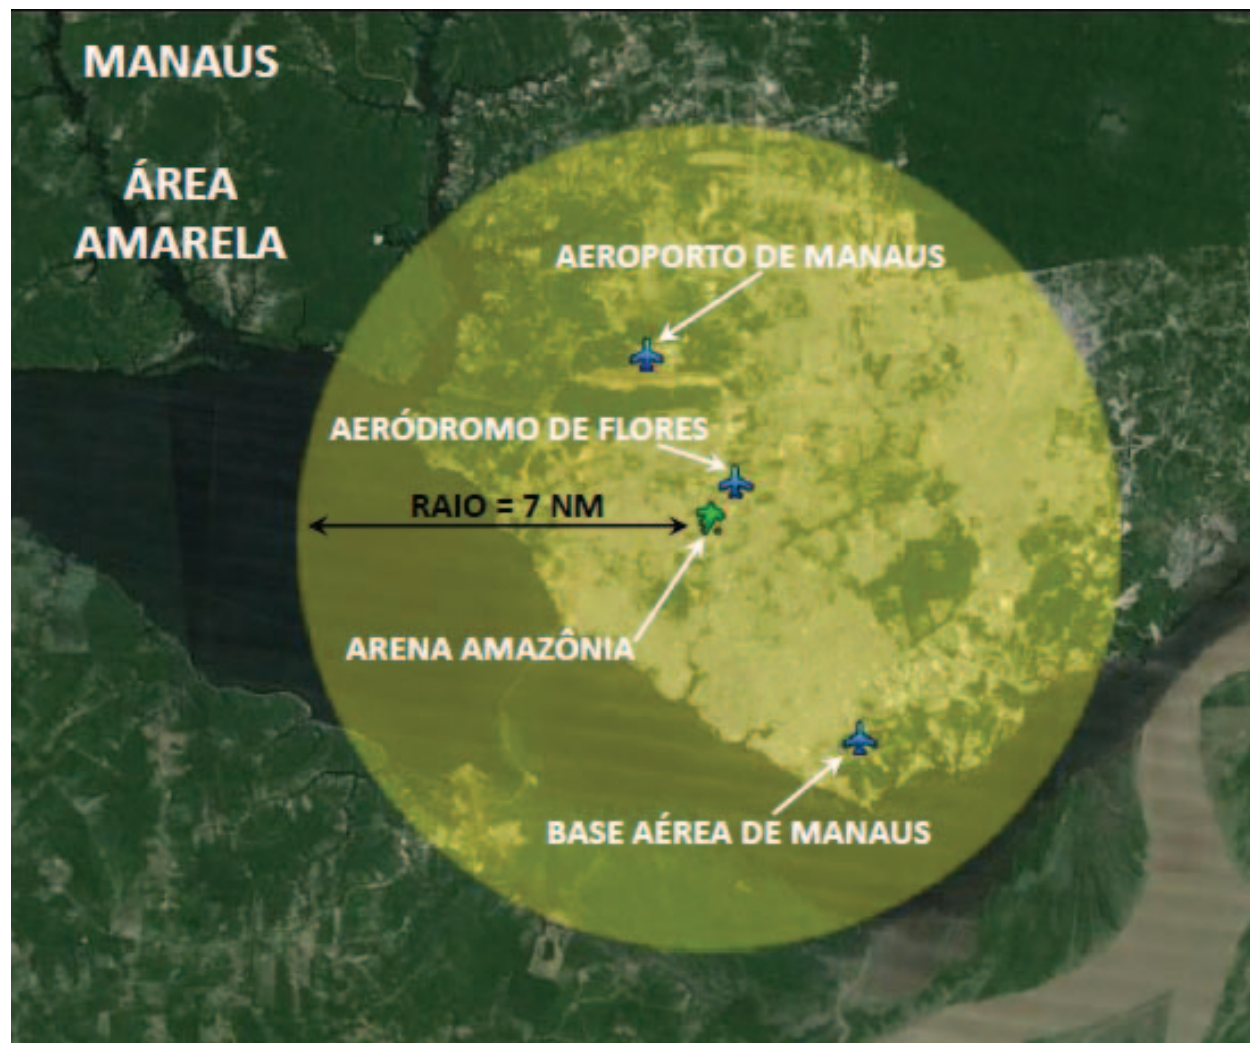 MANAUS
ÁREA
AMARELA
AEROPORTO DE MANAUS
AERÓDROMO DE FLORES
RAIO = 7 NM
ARENA AMAZÔNIA
BASE AÉREA DE MANAUS